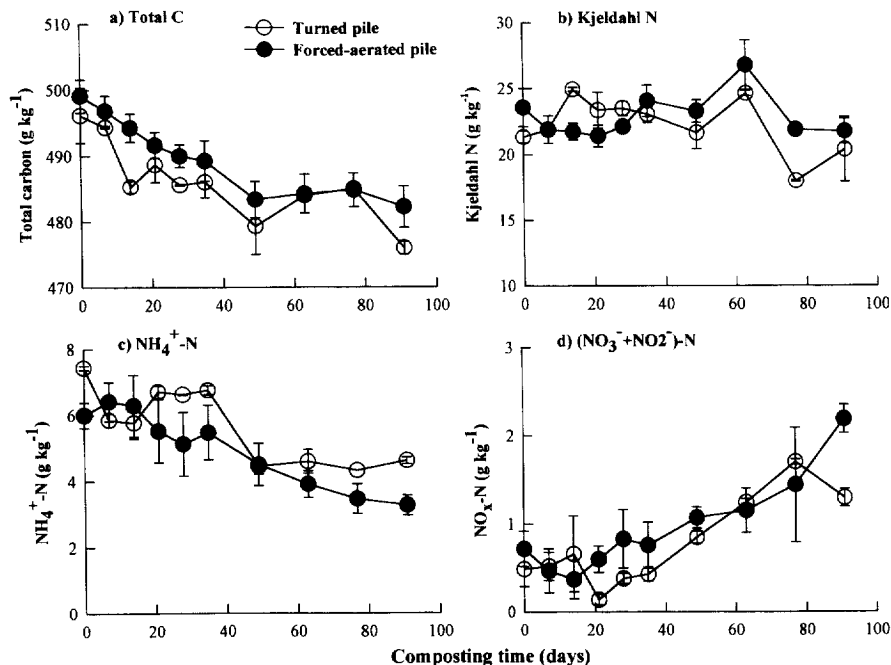 a) Total C
Turned pile
Forced-aerated pile
Total carbon (g kg⁻¹)
510
500
490
480
470
0 20 40 60 80 100
b) Kjeldahl N
Kjeldahl N (g kg⁻¹)
30
25
20
15
10
0 20 40 60 80 100
c) NH₄⁺-N
NH₄⁺-N (g kg⁻¹)
8
6
4
2
0
0 20 40 60 80 100
d) (NO₃⁻+NO2⁻)-N
NOₓ-N (g kg⁻¹)
3
2
1
0
0 20 40 60 80 100
Composting time (days)